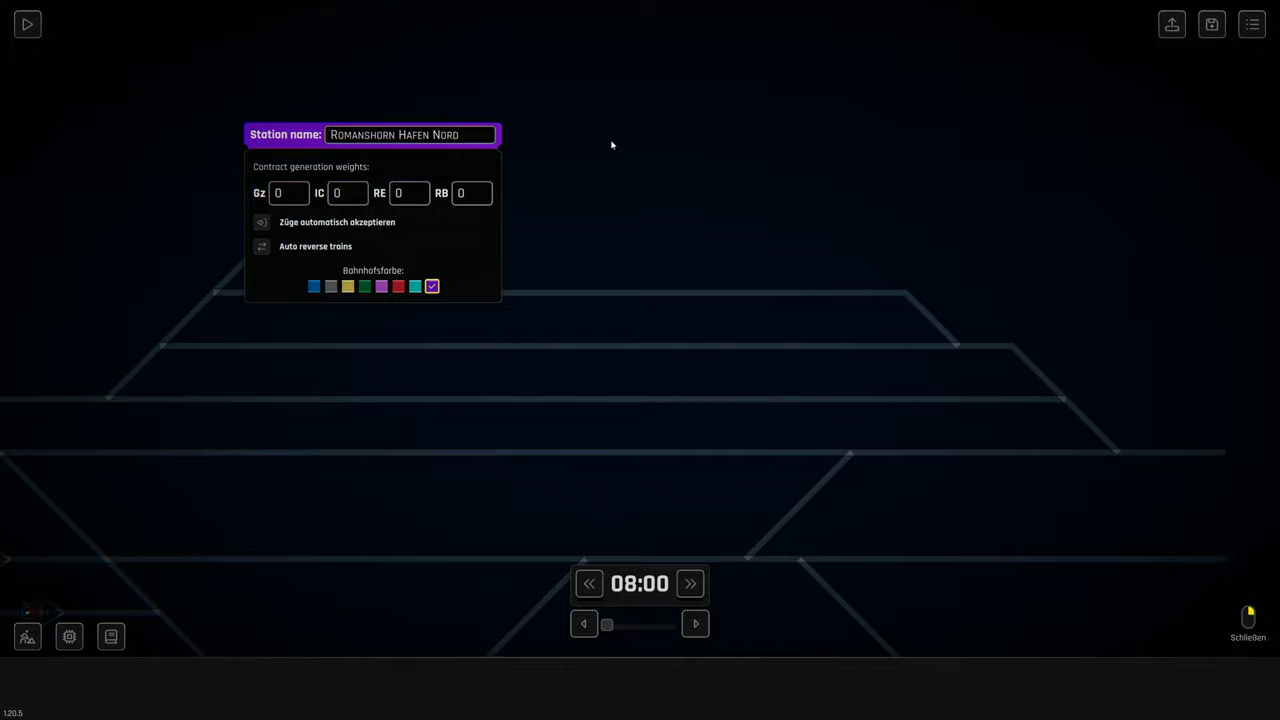 Station name: Romanshorn Hafen Nord
Contract generation weights:
Gz 0 IC 0 RE 0 RB 0
Züge automatisch akzeptieren
Auto reverse trains
Bahnhofsfarbe:
08:00
Schließen
1.20.5